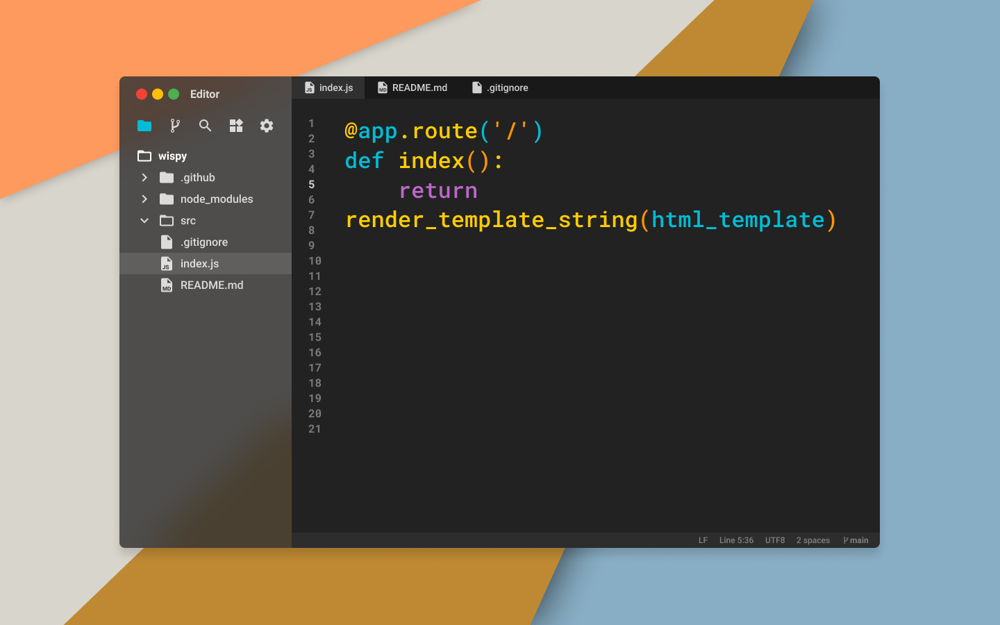 Editor
index.js
README.md
.gitignore
wispy
.github
node_modules
src
.gitignore
JS index.js
MD README.md
1
2
3
4
5
6
7
8
9
10
11
12
13
14
15
16
17
18
19
20
21
@app.route('/')
def index():
    return
render_template_string(html_template)
LF Line 5:36 UTF8 2 spaces main